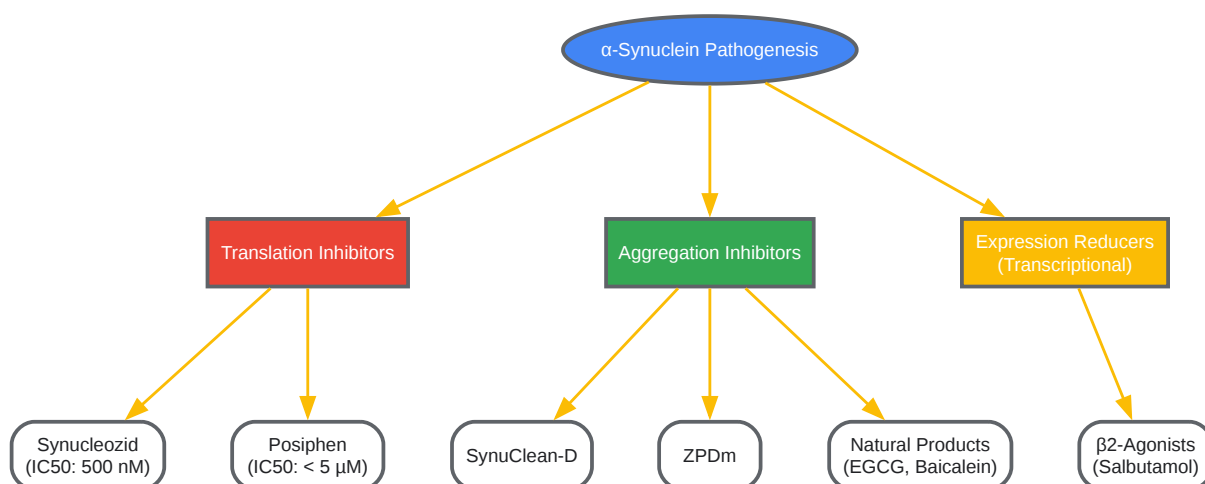 α-Synuclein Pathogenesis
Translation Inhibitors
Aggregation Inhibitors
Expression Reducers
(Transcriptional)
Synucleozid
(IC50: 500 nM)
Posiphen
(IC50: < 5 µM)
SynuClean-D
ZPDm
Natural Products
(EGCG, Baicalein)
β2-Agonists
(Salbutamol)